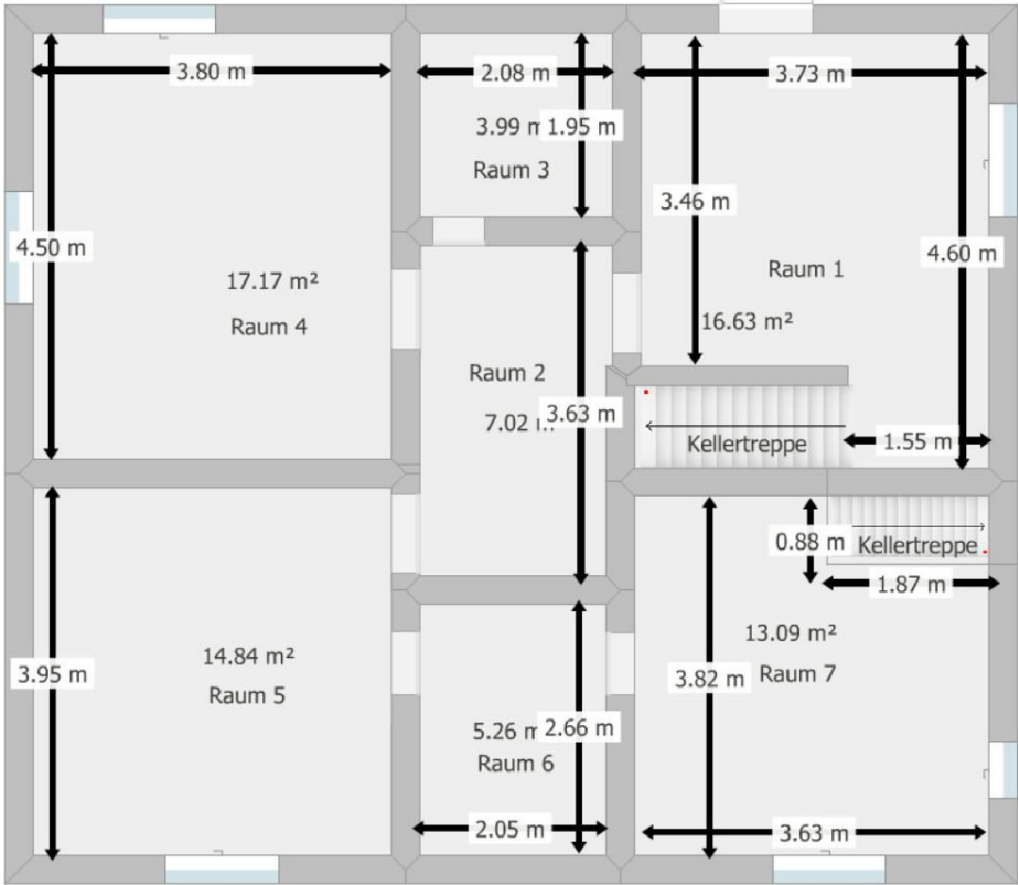 3.80 m
2.08 m
3.73 m
3.99 m
1.95 m
Raum 3
3.46 m
4.50 m
4.60 m
Raum 1
17.17 m²
Raum 4
16.63 m²
Raum 2
7.02
3.63 m
Kellertreppe
1.55 m
0.88 m
Kellertreppe
1.87 m
13.09 m²
Raum 7
14.84 m²
Raum 5
3.95 m
3.82 m
5.26 m
2.66 m
Raum 6
2.05 m
3.63 m